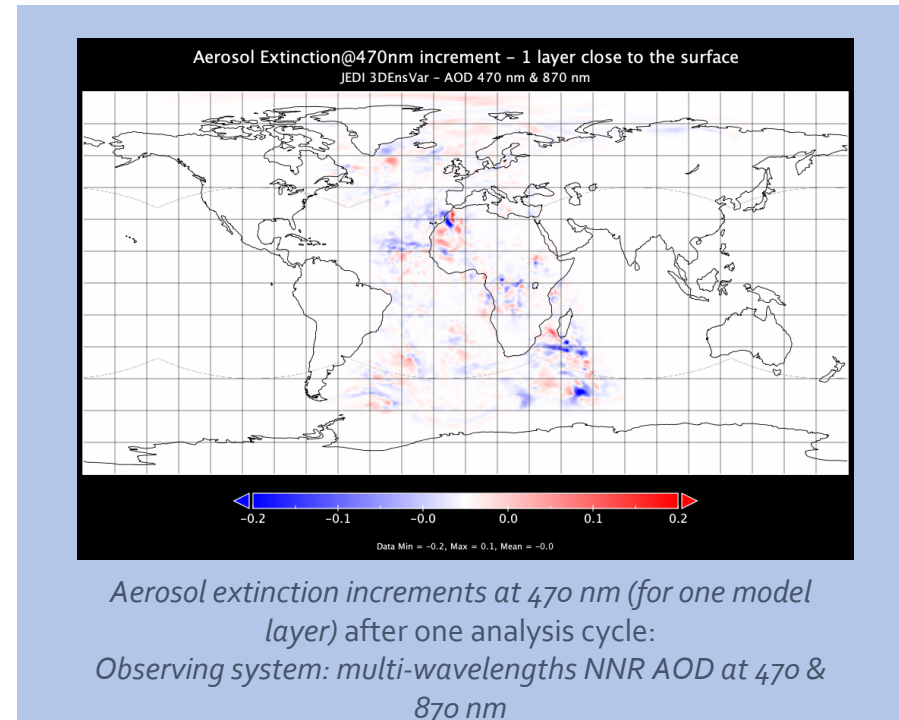 Aerosol Extinction@470nm increment – 1 layer close to the surface
JEDI 3DEnsVar – AOD 470 nm & 870 nm
-0.2 -0.1 -0.0 0.0 0.1 0.2
Data Min = -0.2, Max = 0.1, Mean = -0.0
Aerosol extinction increments at 470 nm (for one model
layer) after one analysis cycle:
Observing system: multi-wavelengths NNR AOD at 470 &
870 nm